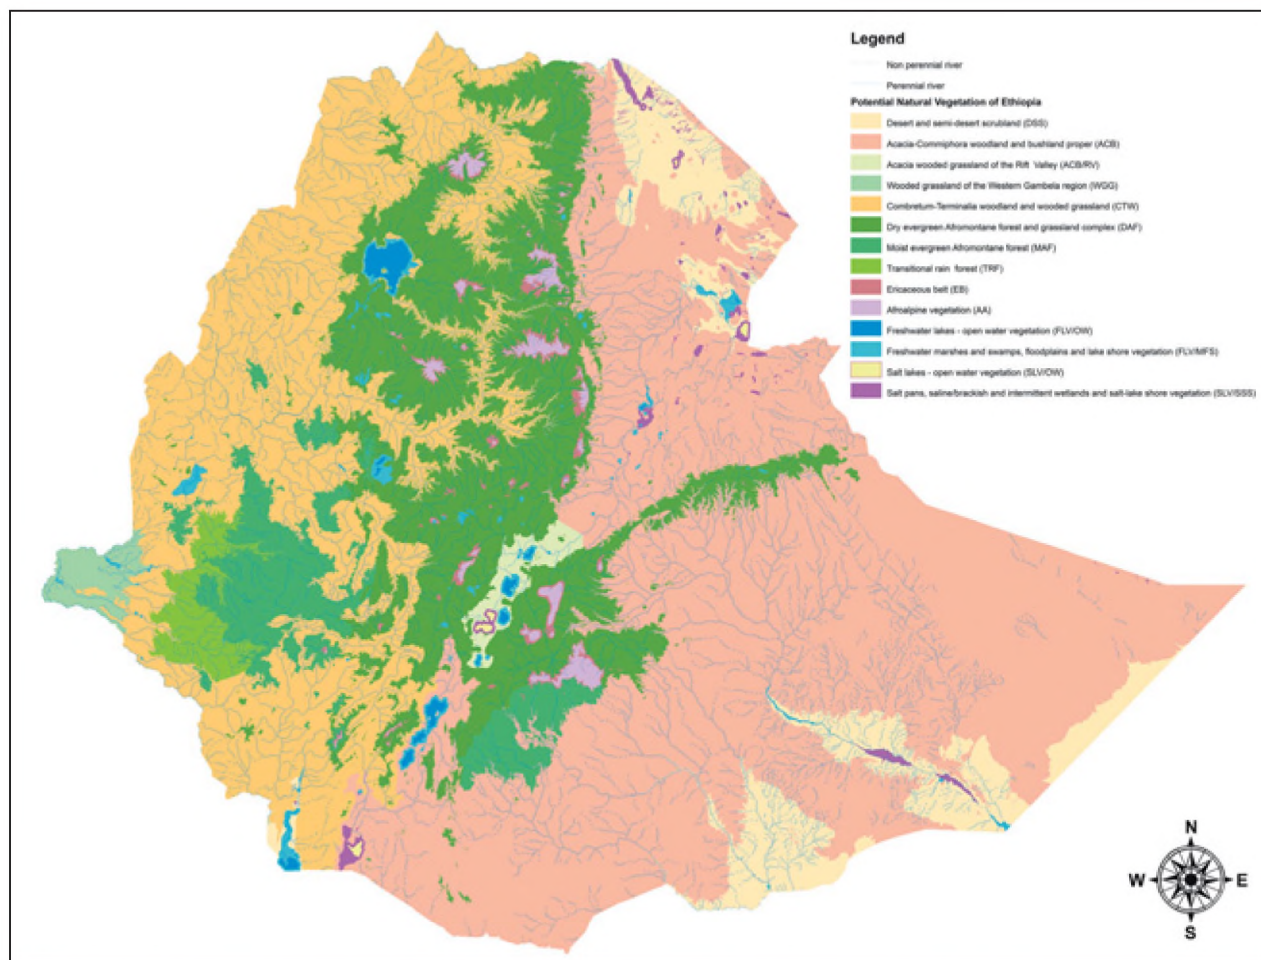 Legend
Non perennial river
Perennial river
Potential Natural Vegetation of Ethiopia
Desert and semi-desert scrubland (DSS)
Acacia-Commiphora woodland and bushland proper (ACB)
Acacia wooded grassland of the Rift Valley (ACB/RV)
Wooded grassland of the Western Gambela region (WGG)
Combretum-Terminalia woodland and wooded grassland (CTW)
Dry evergreen Afromontane forest and grassland complex (DAF)
Moist evergreen Afromontane forest (MAF)
Transitional rain forest (TRF)
Ericaceous belt (EB)
Afroalpine vegetation (AA)
Freshwater lakes - open water vegetation (FLV/OW)
Freshwater marshes and swamps, floodplains and lake shore vegetation (FLV/MFS)
Salt lakes - open water vegetation (SLV/OW)
Salt pans, saline/brackish and intermittent wetlands and salt-lake shore vegetation (SLV/SSS)
N
W E
S